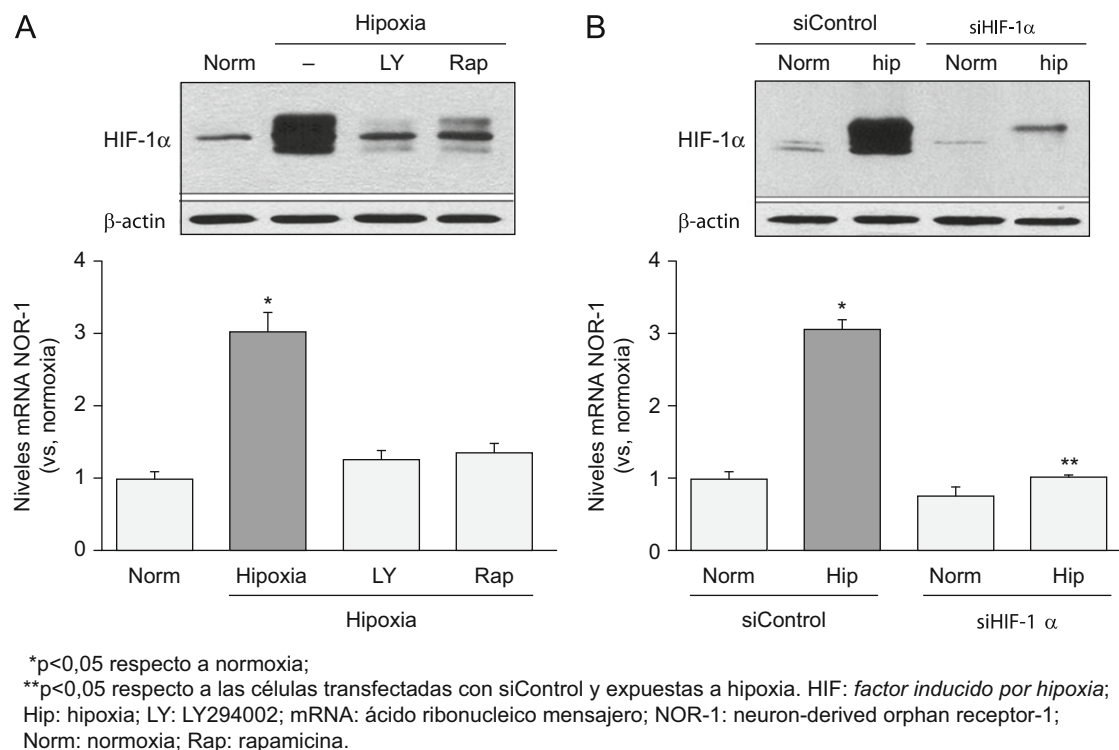 A
Hipoxia
Norm – LY Rap
HIF-1α
β-actin
Niveles mRNA NOR-1
(vs, normoxia)
4
3
2
1
0
*
Norm Hipoxia LY Rap
Hipoxia
B
siControl siHIF-1α
Norm hip Norm hip
HIF-1α
β-actin
Niveles mRNA NOR-1
(vs, normoxia)
4
3
2
1
0
*
**
Norm Hip Norm Hip
siControl siHIF-1 α
*p<0,05 respecto a normoxia;
**p<0,05 respecto a las células transfectadas con siControl y expuestas a hipoxia. HIF: factor inducido por hipoxia;
Hip: hipoxia; LY: LY294002; mRNA: ácido ribonucleico mensajero; NOR-1: neuron-derived orphan receptor-1;
Norm: normoxia; Rap: rapamicina.